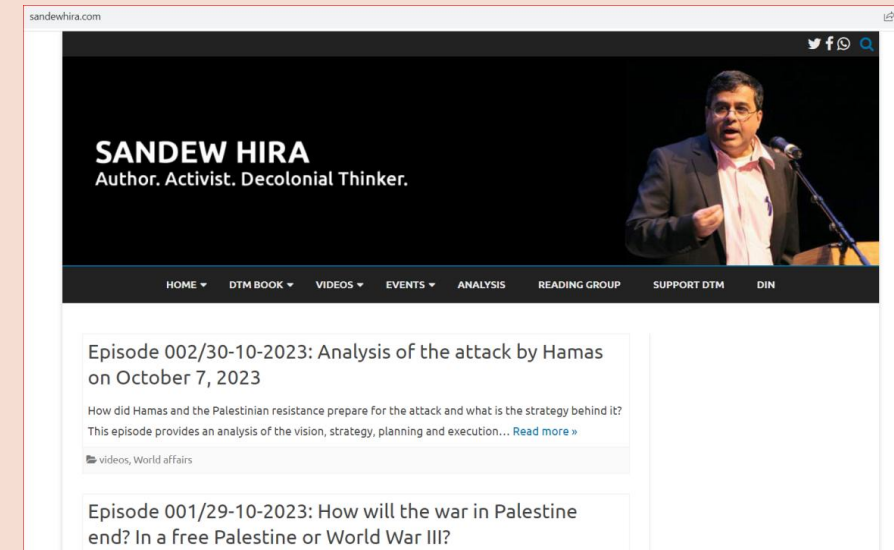 sandewhira.com
SANDEW HIRA
Author. Activist. Decolonial Thinker.
HOME DTM BOOK VIDEOS EVENTS ANALYSIS READING GROUP SUPPORT DTM DIN
Episode 002/30-10-2023: Analysis of the attack by Hamas
on October 7, 2023
How did Hamas and the Palestinian resistance prepare for the attack and what is the strategy behind it?
This episode provides an analysis of the vision, strategy, planning and execution… Read more »
videos, World affairs
Episode 001/29-10-2023: How will the war in Palestine
end? In a free Palestine or World War III?